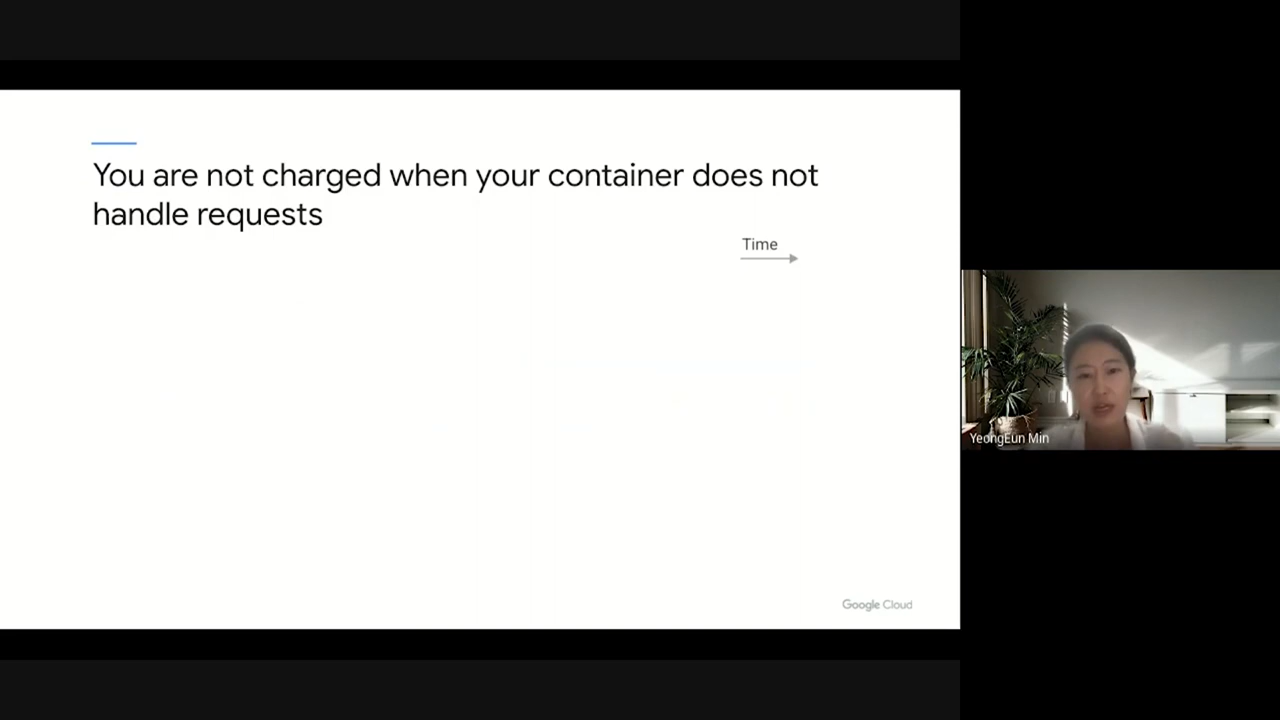 You are not charged when your container does not
handle requests
Time
YeongEun Min
Google Cloud